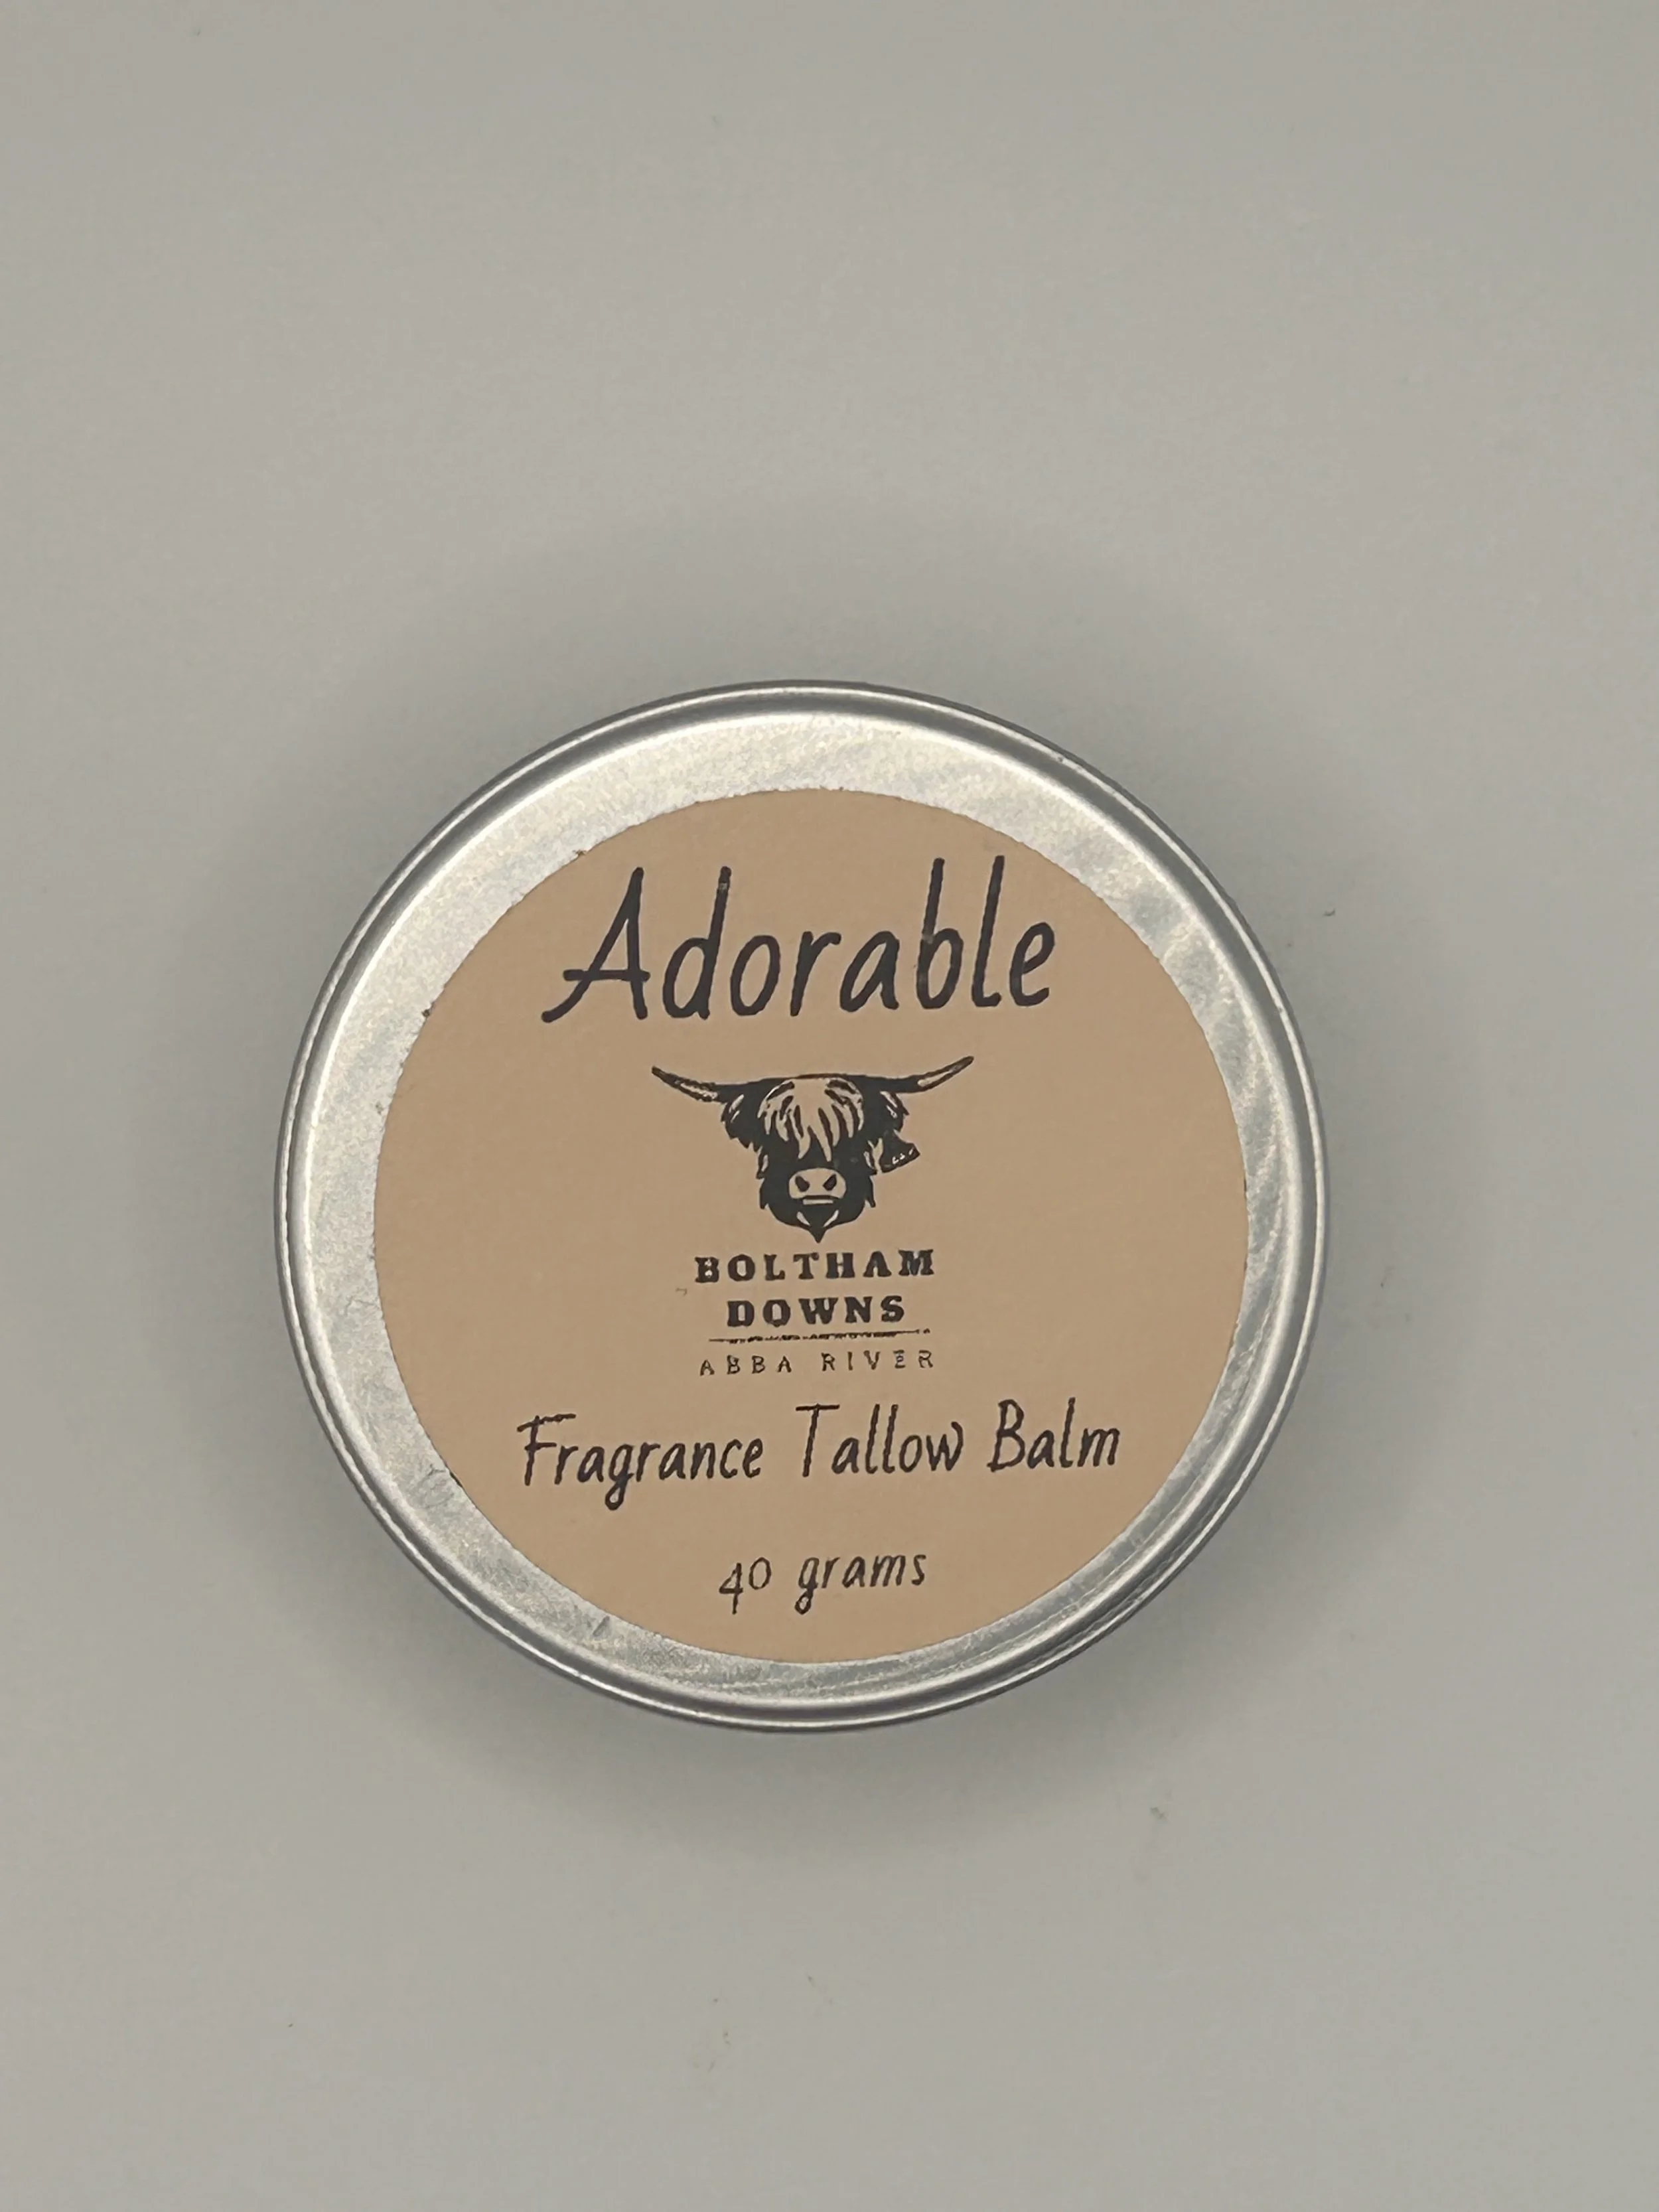 Adorable
BOLTHAM
DOWNS
ABBA RIVER
Fragrance Tallow Balm
40 grams